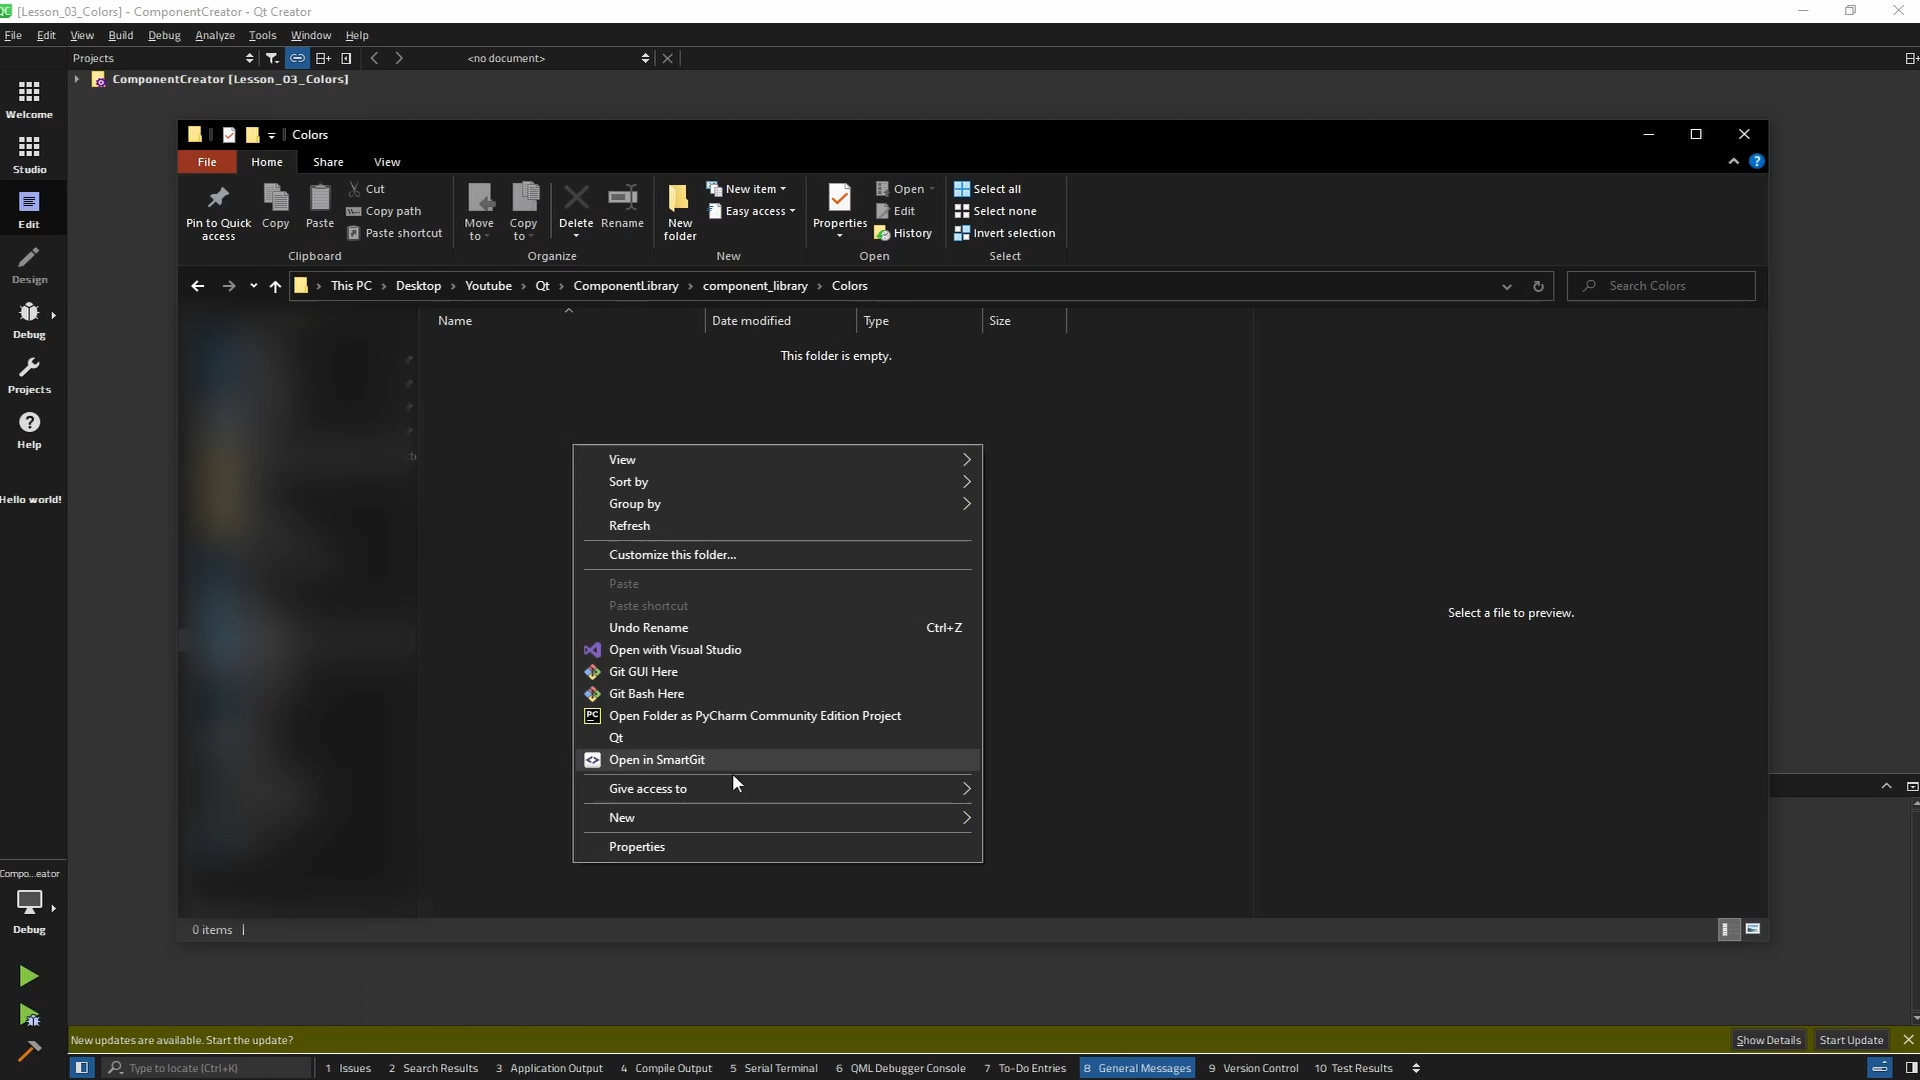 [Lesson_03_Colors] - ComponentCreator - Qt Creator
File Edit View Build Debug Analyze Tools Window Help
Projects <no document>
ComponentCreator [Lesson_03_Colors]
Welcome
Studio
Edit
Design
Debug
Projects
Help
Hello world!
Compo...eator
Debug
Colors
File Home Share View
Pin to Quick access
Copy
Paste
Cut
Copy path
Paste shortcut
Clipboard
Move to
Copy to
Delete
Rename
Organize
New folder
New item
Easy access
New
Properties
Open
Edit
History
Open
Select all
Select none
Invert selection
Select
This PC > Desktop > Youtube > Qt > ComponentLibrary > component_library > Colors
Search Colors
Name Date modified Type Size
This folder is empty.
View
Sort by
Group by
Refresh
Customize this folder...
Paste
Paste shortcut
Undo Rename Ctrl+Z
Open with Visual Studio
Git GUI Here
Git Bash Here
PC Open Folder as PyCharm Community Edition Project
Qt
Open in SmartGit
Give access to
New
Properties
Select a file to preview.
0 items
New updates are available. Start the update? Show Details Start Update
Type to locate (Ctrl+K) 1 Issues 2 Search Results 3 Application Output 4 Compile Output 5 Serial Terminal 6 QML Debugger Console 7 To-Do Entries 8 General Messages 9 Version Control 10 Test Results